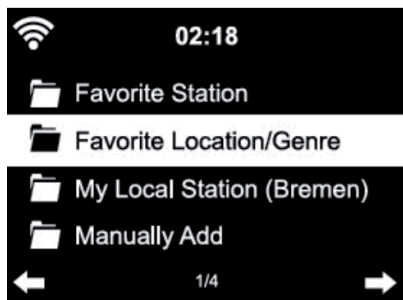 02:18
Favorite Station
Favorite Location/Genre
My Local Station (Bremen)
Manually Add
1/4